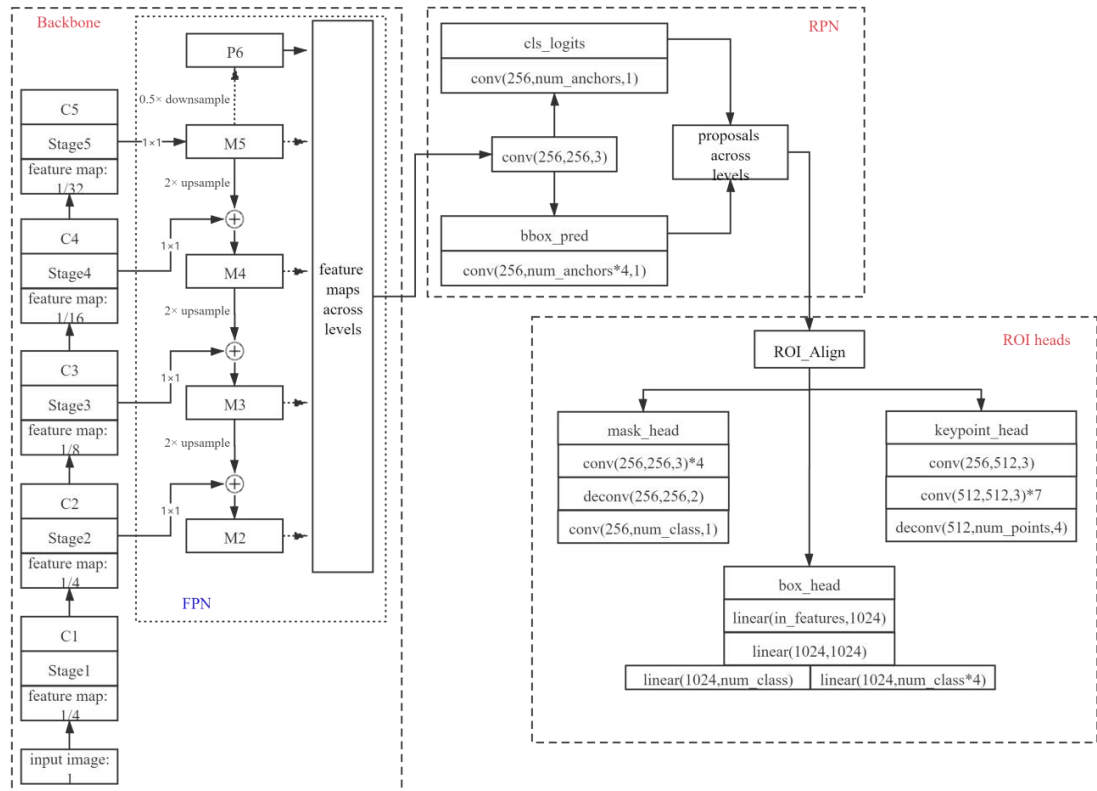 Backbone
P6
0.5× downsample
C5
Stage5
feature map:
1/32
1×1
M5
2× upsample
C4
Stage4
feature map:
1/16
1×1
M4
2× upsample
C3
Stage3
feature map:
1/8
1×1
M3
2× upsample
C2
Stage2
feature map:
1/4
1×1
M2
FPN
C1
Stage1
feature map:
1/4
input image:
1
feature
maps
across
levels
RPN
cls_logits
conv(256,num_anchors,1)
conv(256,256,3)
bbox_pred
conv(256,num_anchors*4,1)
proposals
across
levels
ROI heads
ROI_Align
mask_head
conv(256,256,3)*4
deconv(256,256,2)
conv(256,num_class,1)
keypoint_head
conv(256,512,3)
conv(512,512,3)*7
deconv(512,num_points,4)
box_head
linear(in_features,1024)
linear(1024,1024)
linear(1024,num_class)
linear(1024,num_class*4)